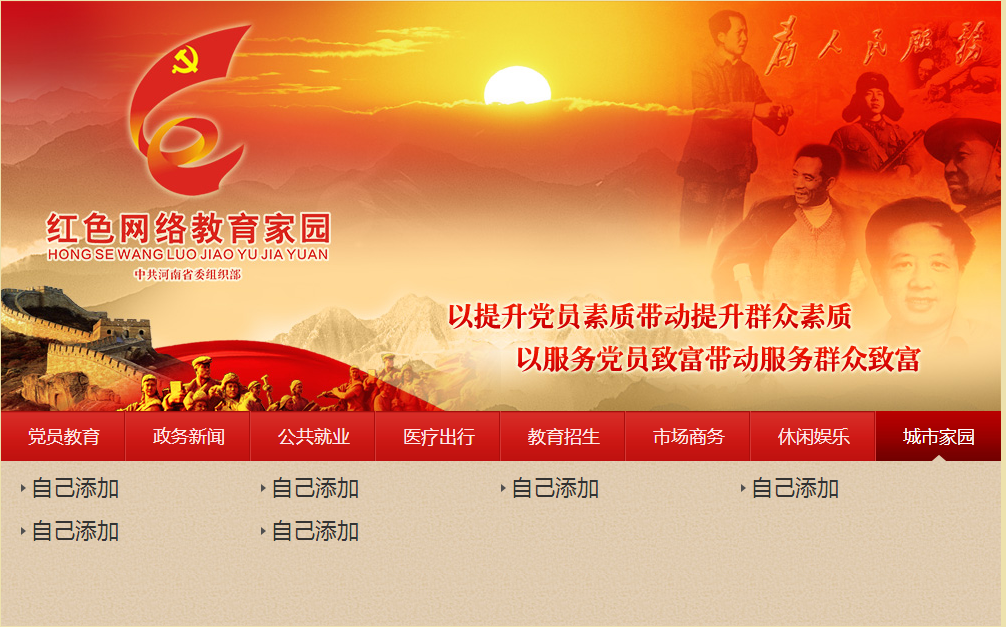 为人民服务
红色网络教育家园
HONG SE WANG LUO JIAO YU JIA YUAN
中共河南省委组织部
以提升党员素质带动提升群众素质
以服务党员致富带动服务群众致富
党员教育 政务新闻 公共就业 医疗出行 教育招生 市场商务 休闲娱乐 城市家园
自己添加 自己添加 自己添加 自己添加
自己添加 自己添加